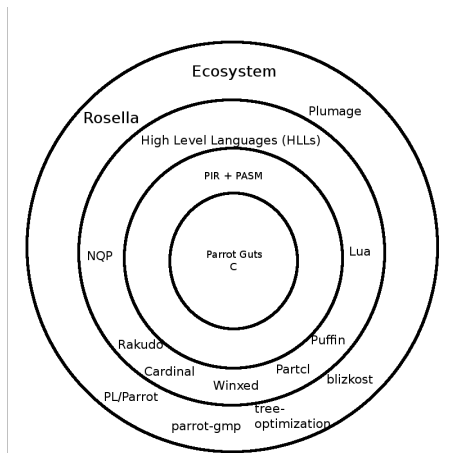 Ecosystem
Plumage
Rosella
High Level Languages (HLLs)
PIR + PASM
Parrot Guts
C
NQP
Lua
Rakudo
Puffin
Cardinal
Partcl
Winxed
blizkost
PL/Parrot
tree-
optimization
parrot-gmp